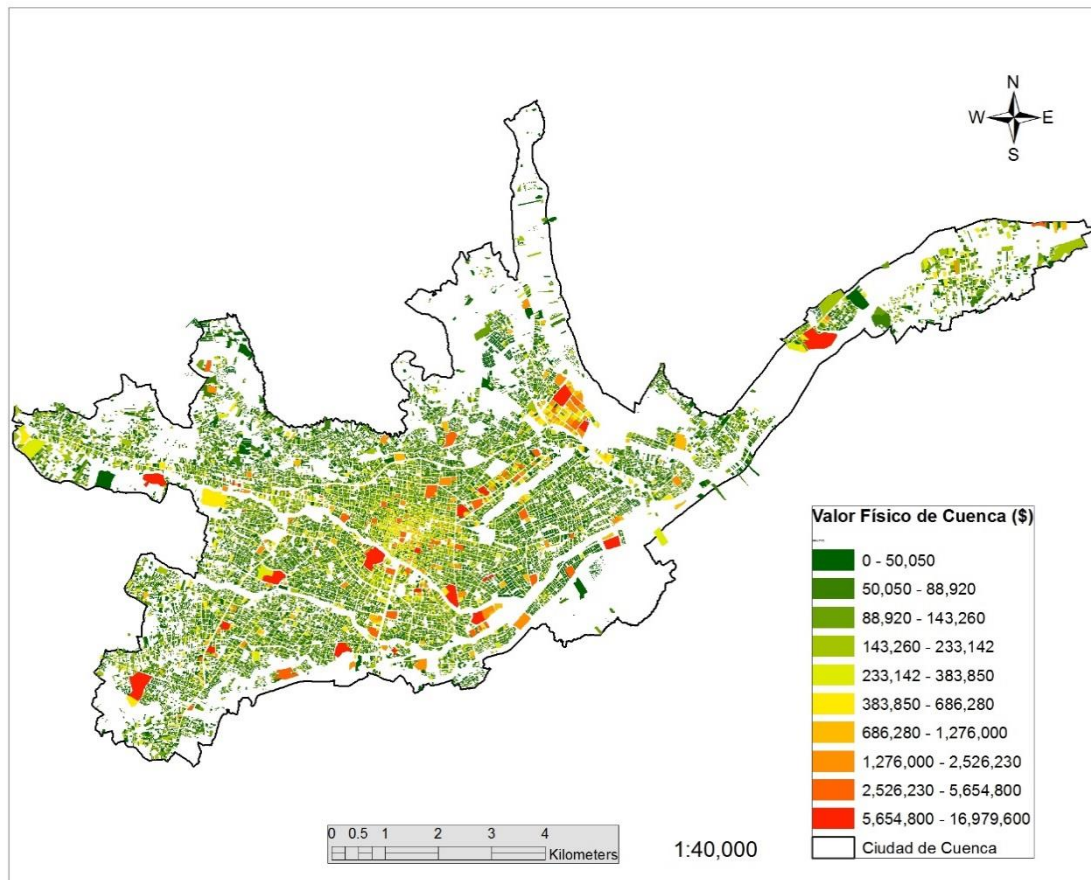 N
W E
S
Valor Físico de Cuenca ($)
0 - 50,050
50,050 - 88,920
88,920 - 143,260
143,260 - 233,142
233,142 - 383,850
383,850 - 686,280
686,280 - 1,276,000
1,276,000 - 2,526,230
2,526,230 - 5,654,800
5,654,800 - 16,979,600
Ciudad de Cuenca
0 0.5 1 2 3 4
Kilometers
1:40,000